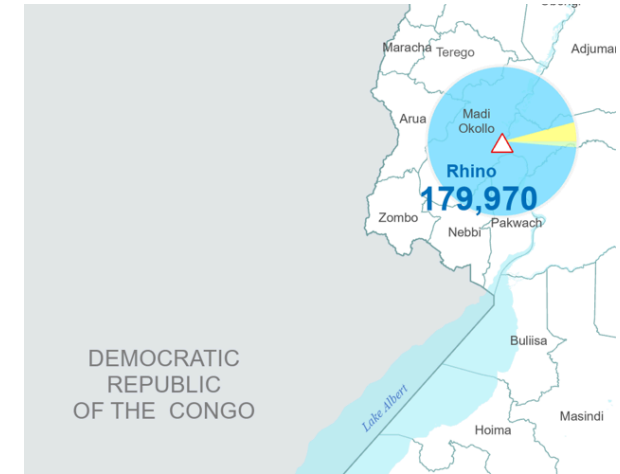 Maracha
Terego
Adjuma
Arua
Madi
Okollo
Rhino
179,970
Zombo
Nebbi
Pakwach
Buliisa
DEMOCRATIC
REPUBLIC
OF THE CONGO
Lake Albert
Masindi
Hoima